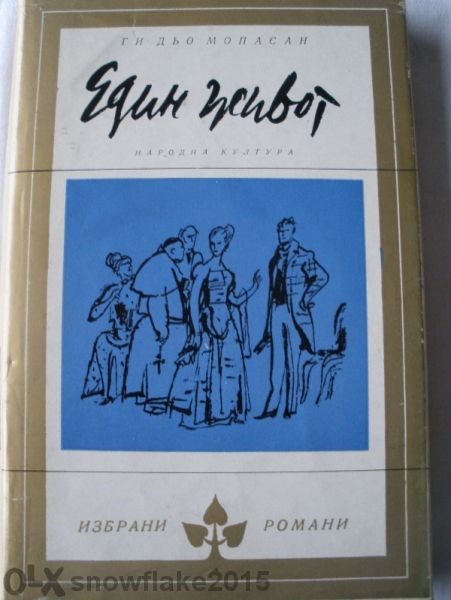 ГИ ДЬО МОПАСАН
Един живот
НАРОДНА КУЛТУРА
ИЗБРАНИ РОМАНИ
OLX snowflake2015